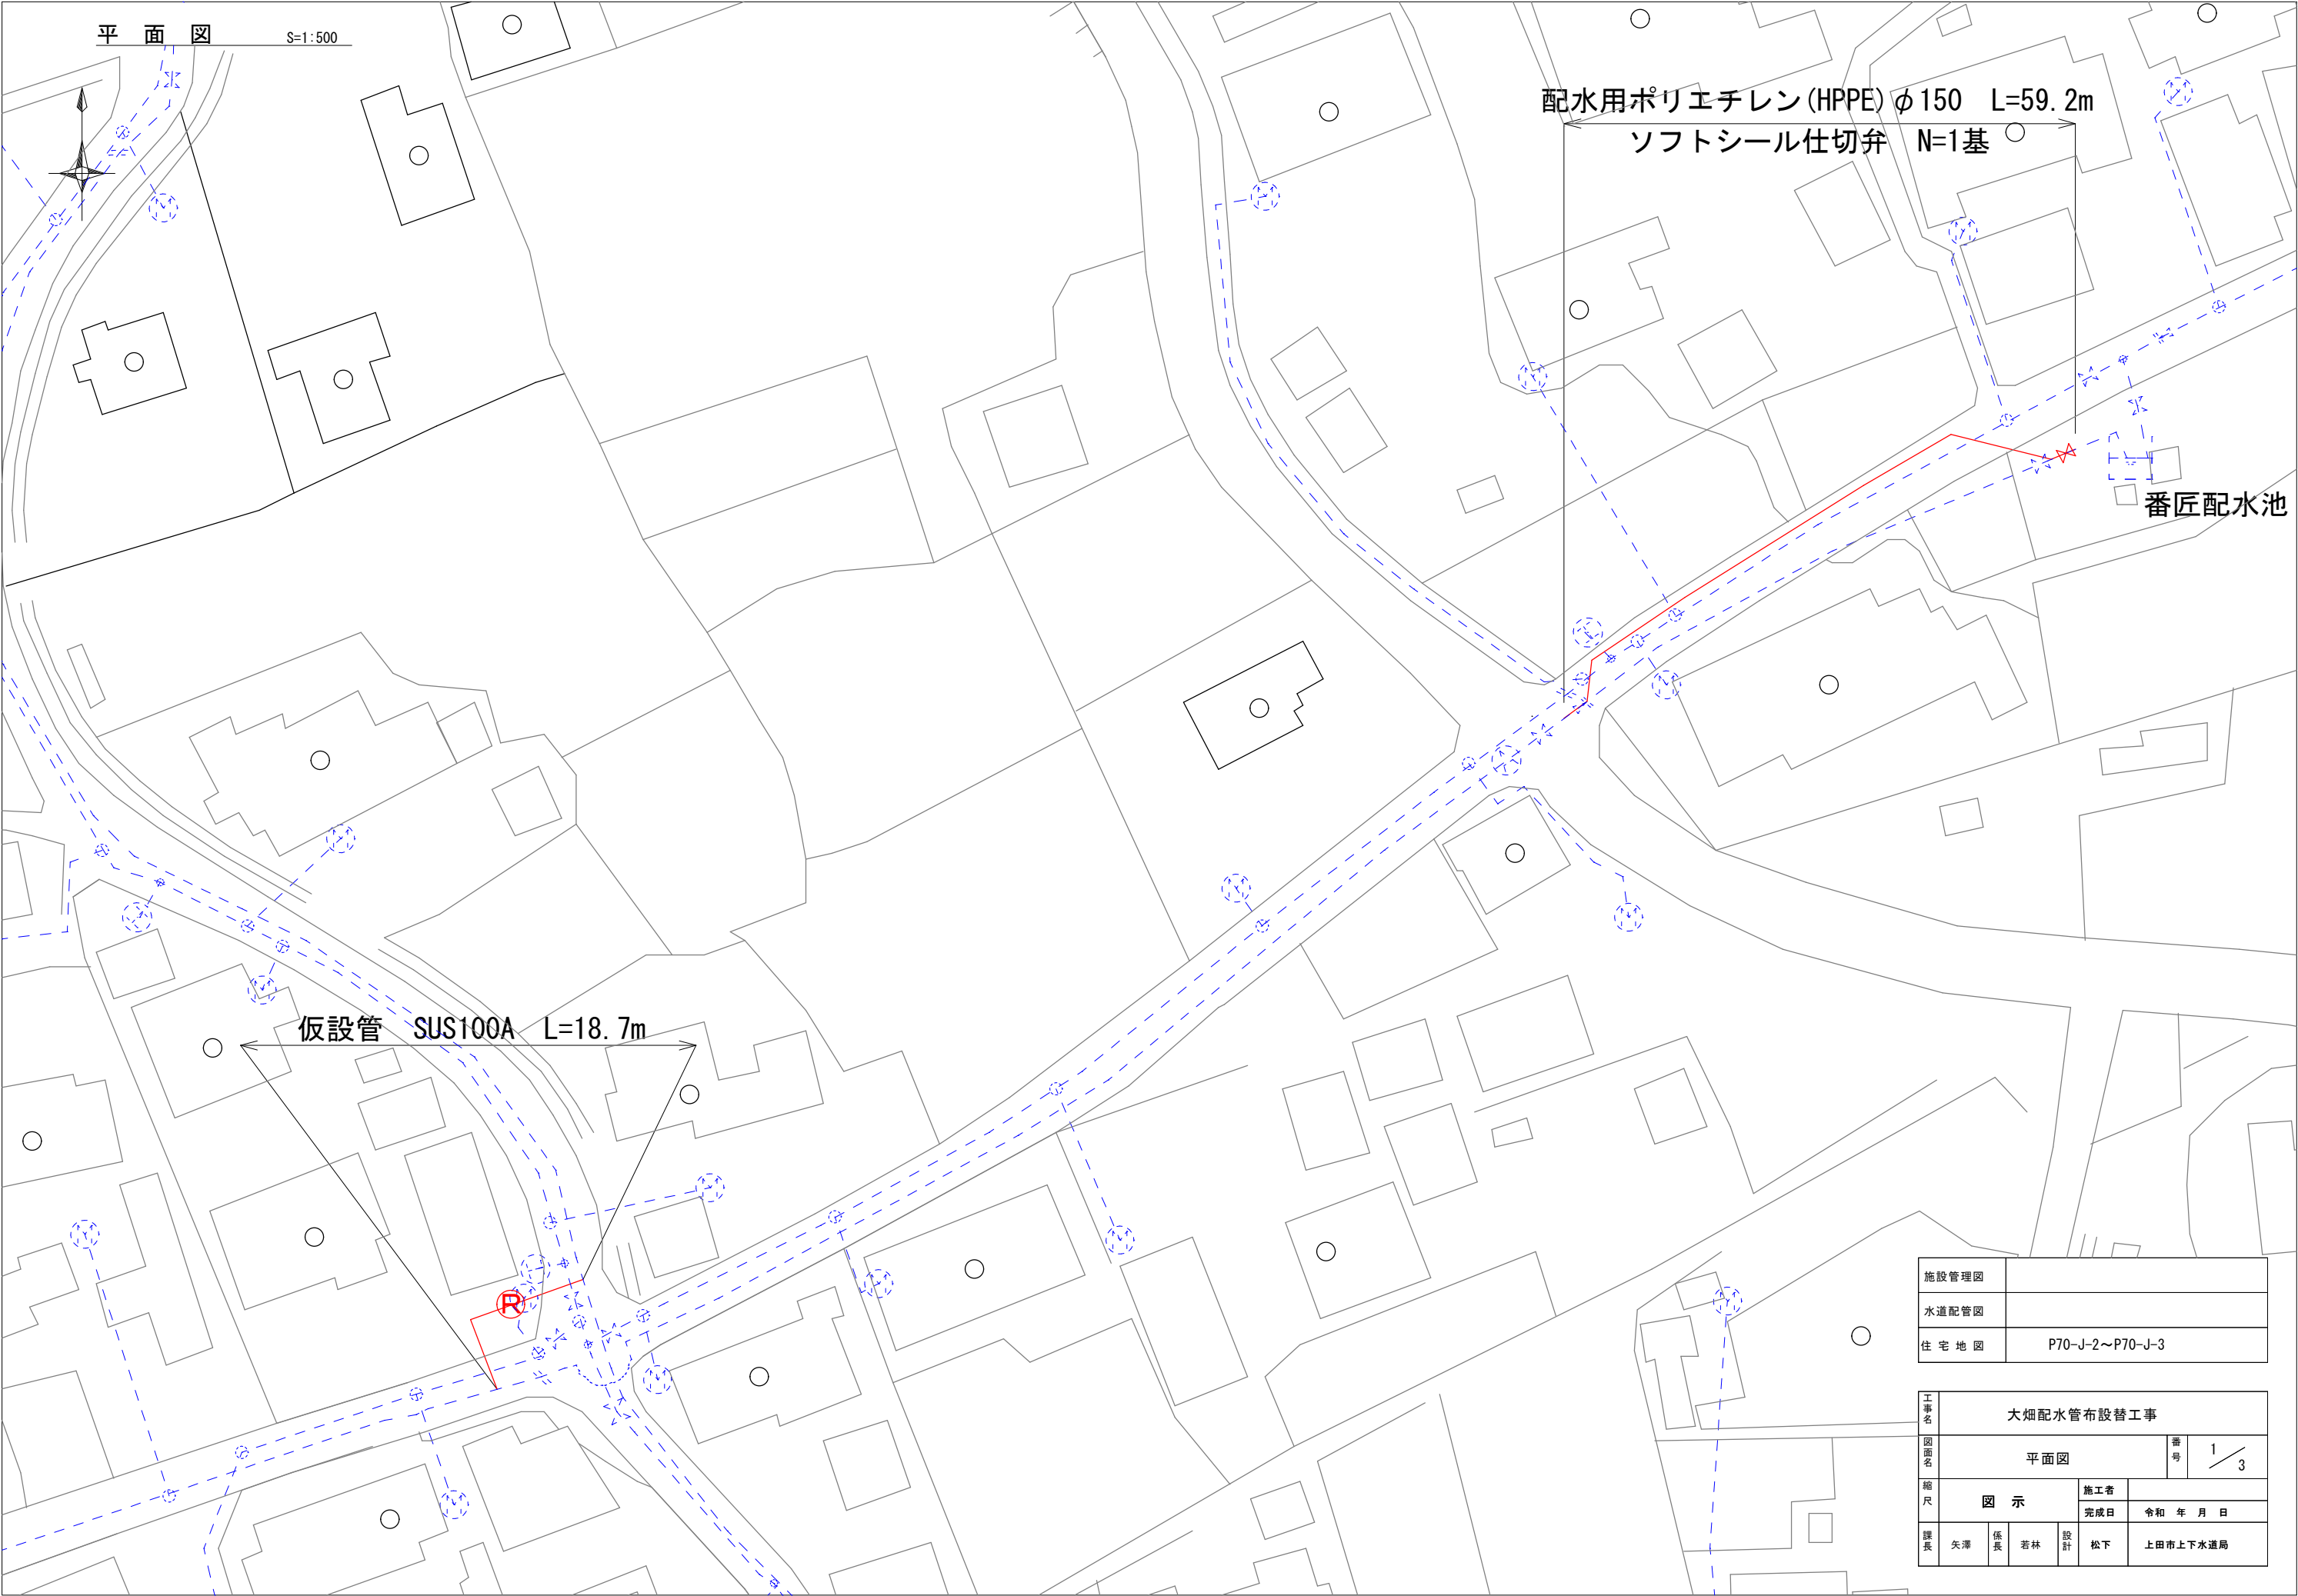 平面図 S=1:500
配水用ポリエチレン(HPPE)φ150 L=59.2m
ソフトシール仕切弁 N=1基
番匠配水池
仮設管 SUS100A L=18.7m
R
施設管理図
水道配管図
住宅地図 P70-J-2～P70-J-3
工事名 大畑配水管布設替工事
図面名 平面図 番号 1/3
縮尺 図示 施工者
完成日 令和 年 月 日
課長 矢澤 係長 若林 設計 松下 上田市上下水道局